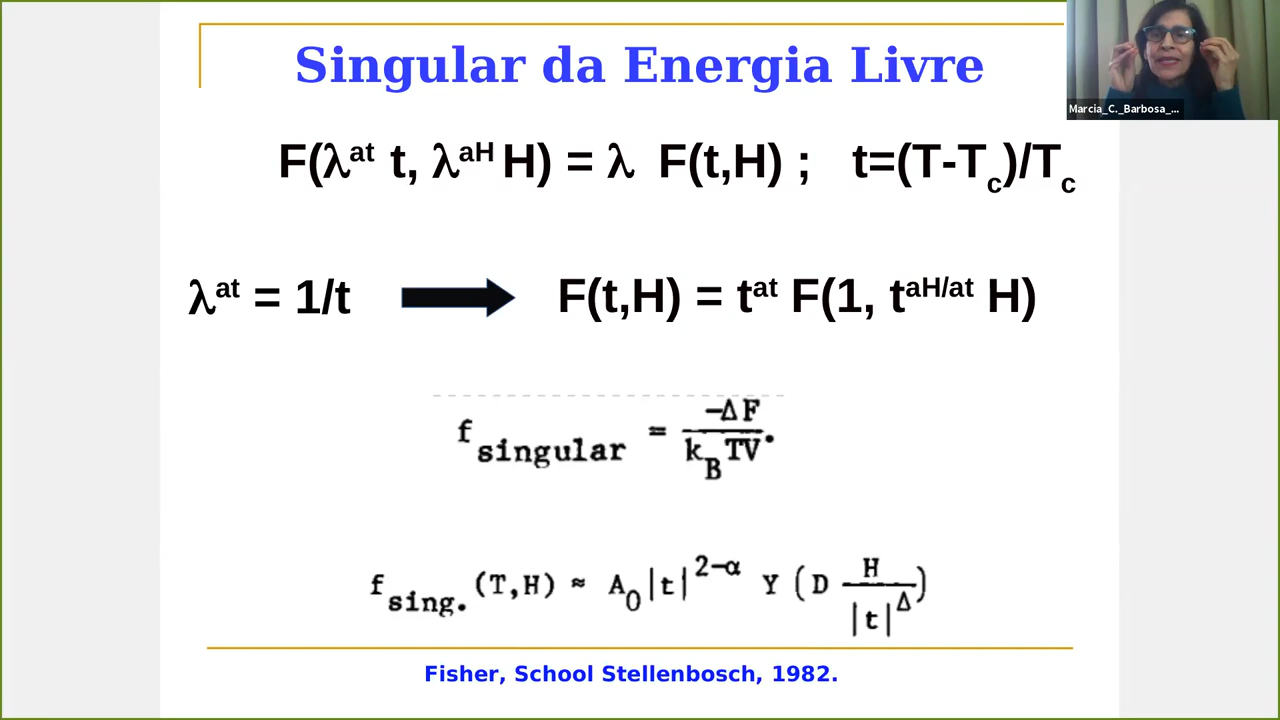 Singular da Energia Livre
Marcia_C._Barbosa_...
F(λ^at t, λ^aH H) = λ F(t,H) ; t=(T-T_c)/T_c
λ^at = 1/t F(t,H) = t^at F(1, t^aH/at H)
f_singular = -ΔF / k_B TV.
f_sing. (T,H) ≈ A_0 |t|^2-α Y (D H / |t|^Δ)
Fisher, School Stellenbosch, 1982.